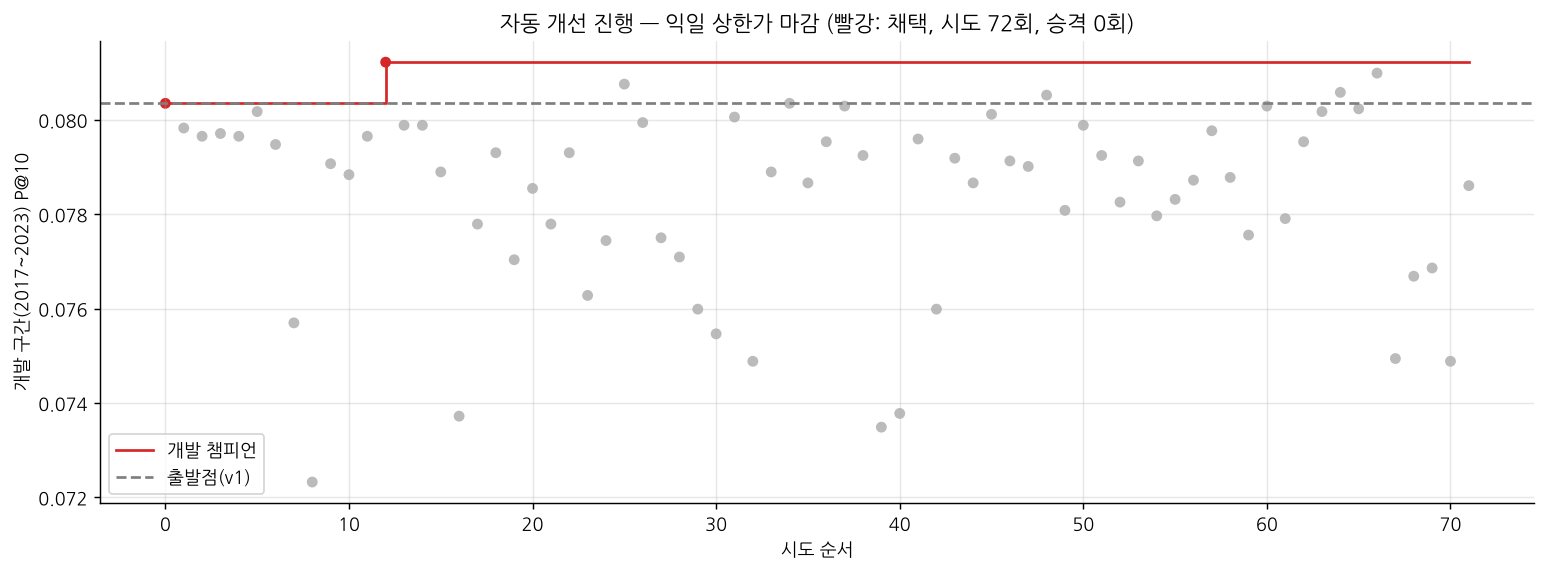 자동 개선 진행 — 익일 상한가 마감 (빨강: 채택, 시도 72회, 승격 0회)
개발 구간(2017~2023) P@10
0.080
0.078
0.076
0.074
0.072
개발 챔피언
출발점(v1)
0 10 20 30 40 50 60 70
시도 순서